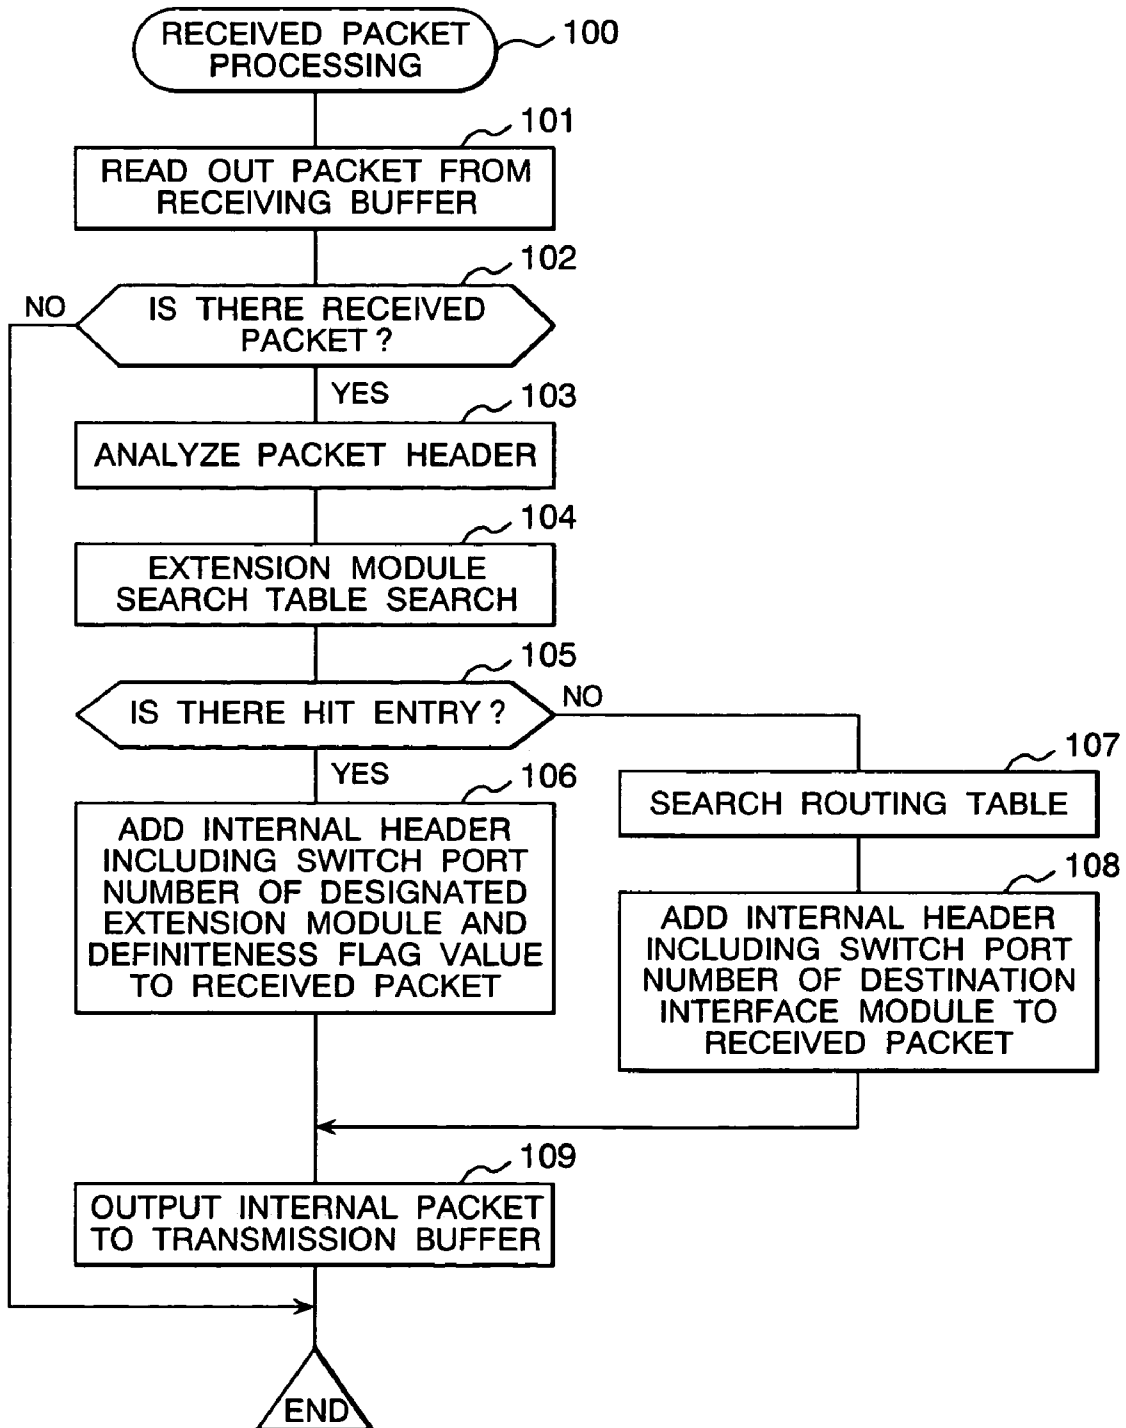 RECEIVED PACKET
PROCESSING
100
101
READ OUT PACKET FROM
RECEIVING BUFFER
102
NO
IS THERE RECEIVED
PACKET ?
YES
103
ANALYZE PACKET HEADER
104
EXTENSION MODULE
SEARCH TABLE SEARCH
105
IS THERE HIT ENTRY ?
NO
YES
106
ADD INTERNAL HEADER
INCLUDING SWITCH PORT
NUMBER OF DESIGNATED
EXTENSION MODULE AND
DEFINITENESS FLAG VALUE
TO RECEIVED PACKET
107
SEARCH ROUTING TABLE
108
ADD INTERNAL HEADER
INCLUDING SWITCH PORT
NUMBER OF DESTINATION
INTERFACE MODULE TO
RECEIVED PACKET
109
OUTPUT INTERNAL PACKET
TO TRANSMISSION BUFFER
END